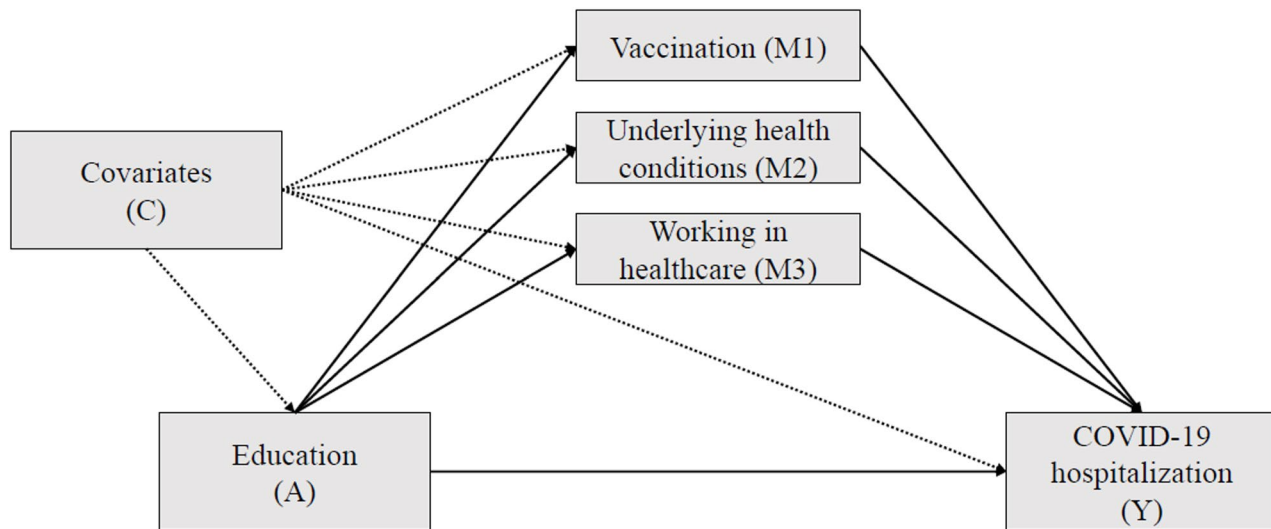 Vaccination (M1)
Underlying health
conditions (M2)
Covariates
(C)
Working in
healthcare (M3)
Education
(A)
COVID-19
hospitalization
(Y)